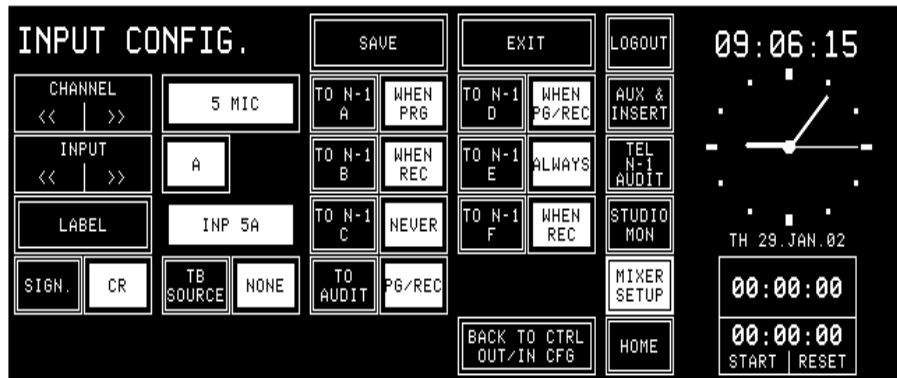 INPUT CONFIG.
SAVE
EXIT
LOGOUT
09:06:15
CHANNEL
<< >>
5 MIC
TO N-1
A
WHEN
PRG
TO N-1
D
WHEN
PG/REC
AUX &
INSERT
INPUT
<< >>
A
TO N-1
B
WHEN
REC
TO N-1
E
ALWAYS
TEL
N-1
AUDIT
LABEL
INP 5A
TO N-1
C
NEVER
TO N-1
F
WHEN
REC
STUDIO
MON
TH 29.JAN.02
SIGN.
CR
TB
SOURCE
NONE
TO
AUDIT
PG/REC
MIXER
SETUP
00:00:00
BACK TO CTRL
OUT/IN CFG
HOME
00:00:00
START RESET